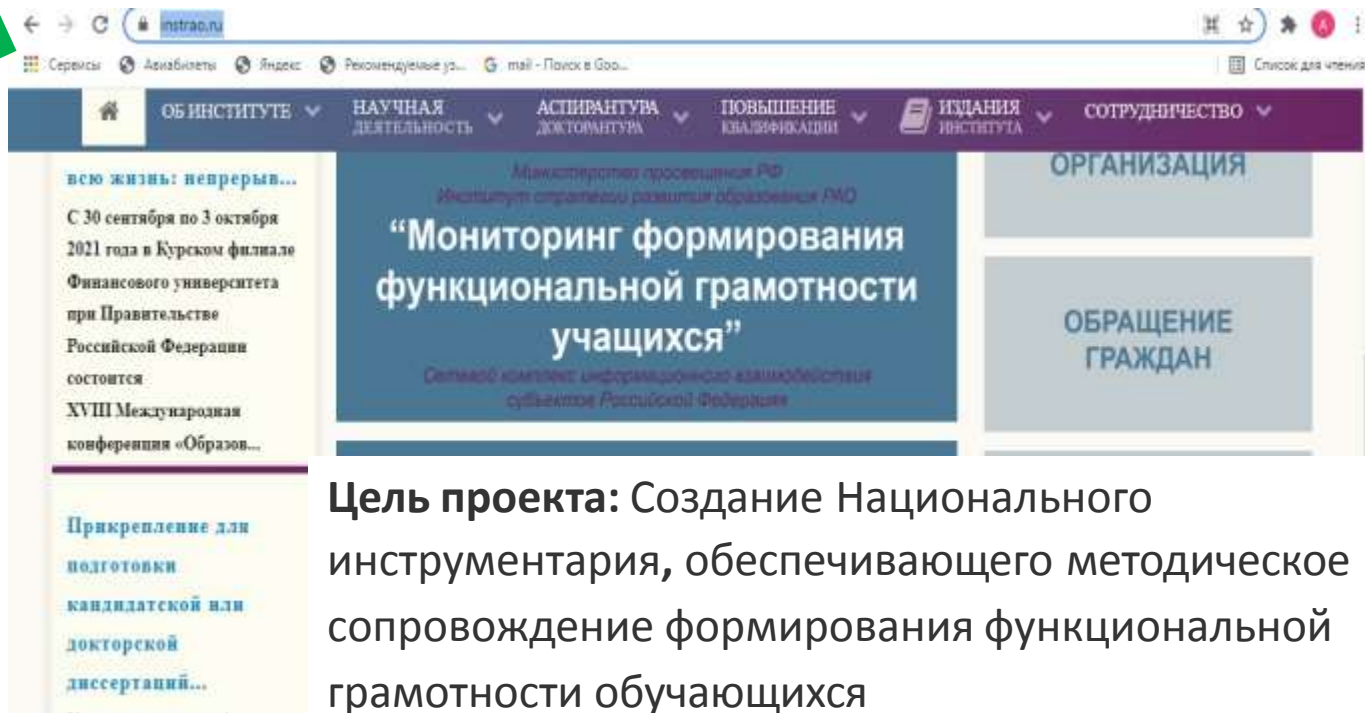 instrao.ru
Сервисы Авиабилеты Яндекс Рекомендуемые уз... mail - Поиск в Goo... Список для чтения
ОБ ИНСТИТУТЕ НАУЧНАЯ ДЕЯТЕЛЬНОСТЬ АСПИРАНТУРА ДОКТОРАНТУРА ПОВЫШЕНИЕ КВАЛИФИКАЦИИ ИЗДАНИЯ ИНСТИТУТА СОТРУДНИЧЕСТВО
всю жизнь: непрерыв...
С 30 сентября по 3 октября
2021 года в Курском филиале
Финансового университета
при Правительстве
Российской Федерации
состоится
XVIII Международная
конференция «Образов...
Прикрепление для
подготовки
кандидатской или
докторской
диссертаций...
Министерство просвещения РФ
Институт стратегии развития образования РАО
“Мониторинг формирования
функциональной грамотности
учащихся”
Сетевой комплекс информационного взаимодействия
субъектов Российской Федерации
ОРГАНИЗАЦИЯ
ОБРАЩЕНИЕ
ГРАЖДАН
Цель проекта: Создание Национального
инструментария, обеспечивающего методическое
сопровождение формирования функциональной
грамотности обучающихся